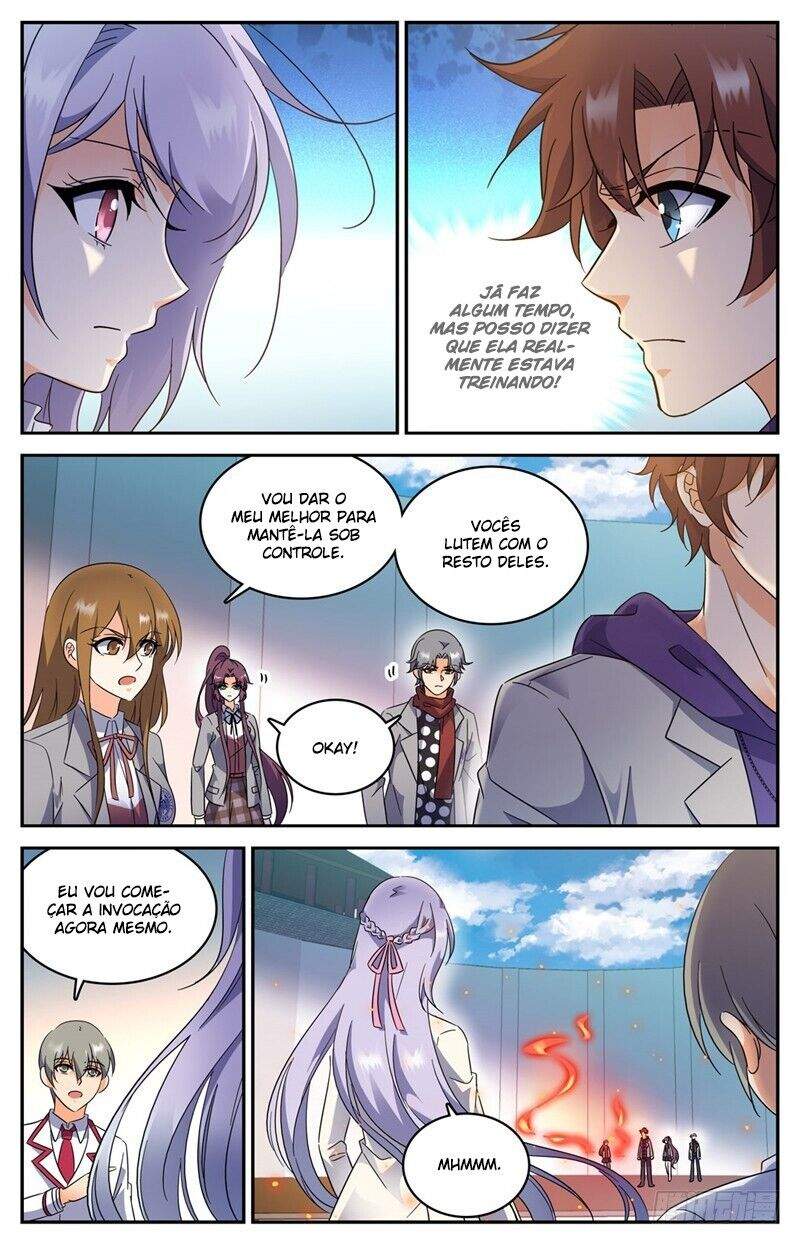 JÁ FAZ
ALGUM TEMPO,
MAS POSSO DIZER
QUE ELA REAL-
MENTE ESTAVA
TREINANDO!
VOU DAR O
MEU MELHOR PARA
MANTÊ-LA SOB
CONTROLE.
VOCÊS
LUTEM COM O
RESTO DELES.
OKAY!
EU VOU COME-
ÇAR A INVOCAÇÃO
AGORA MESMO.
MHMMM.